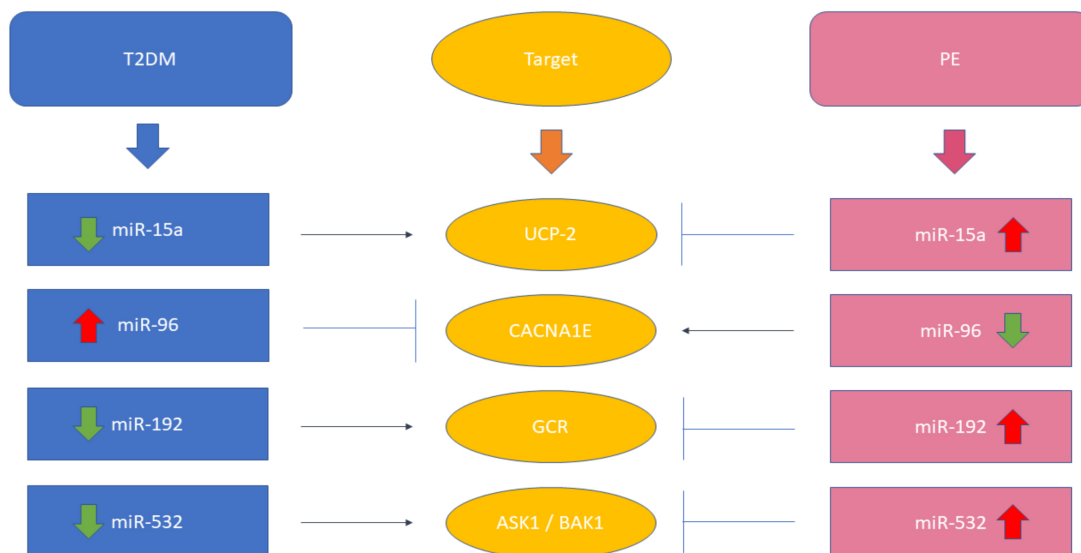 T2DM
Target
PE
miR-15a
UCP-2
miR-15a
miR-96
CACNA1E
miR-96
miR-192
GCR
miR-192
miR-532
ASK1 / BAK1
miR-532